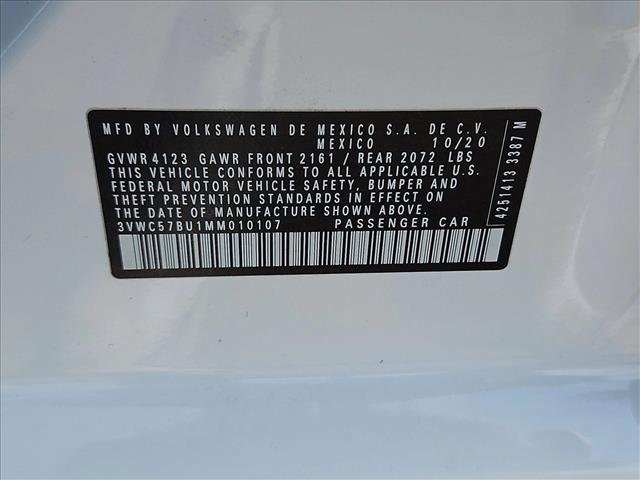 MFD BY VOLKSWAGEN DE MEXICO S.A. DE C.V.
MEXICO 10/20
GVWR 4123 GAWR FRONT 2161 / REAR 2072 LBS
THIS VEHICLE CONFORMS TO ALL APPLICABLE U.S.
FEDERAL MOTOR VEHICLE SAFETY, BUMPER AND
THEFT PREVENTION STANDARDS IN EFFECT ON THE
DATE OF MANUFACTURE SHOWN ABOVE.
3VWC57BU1MM010107 PASSENGER CAR
4251413 3387 M